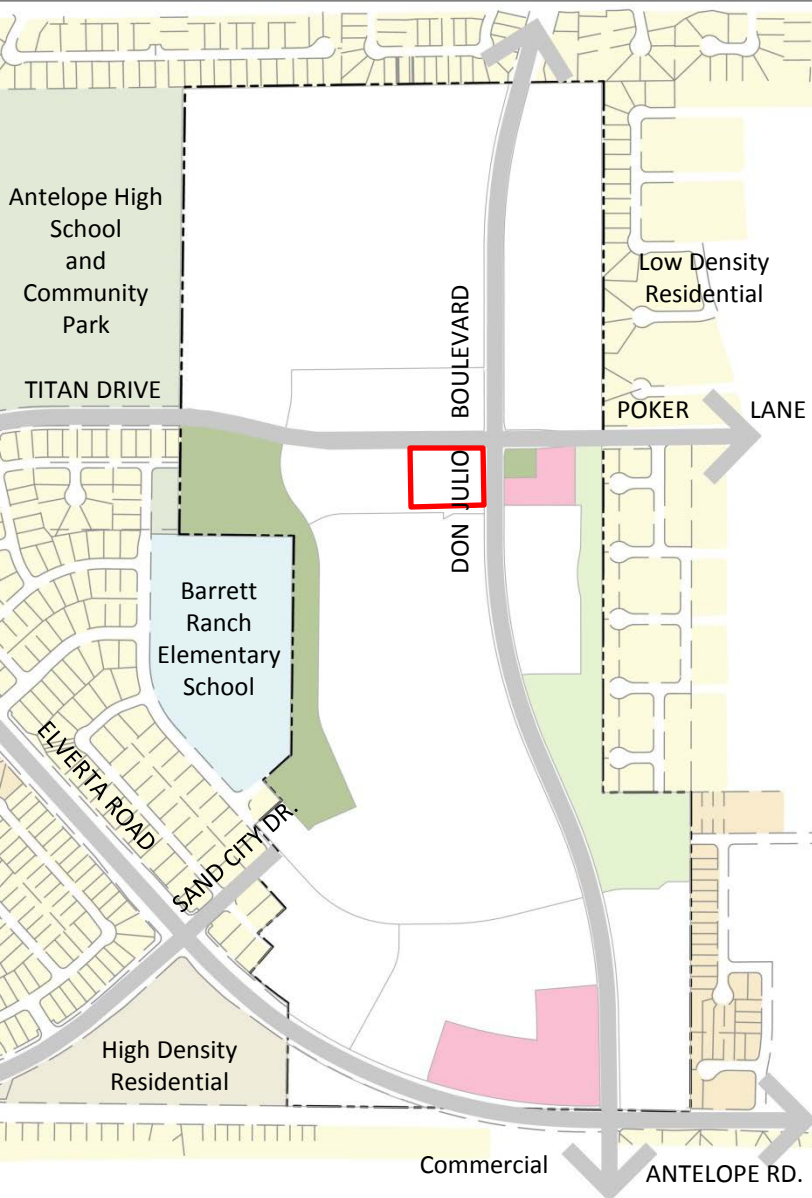 Antelope High
School
and
Community
Park
Low Density
Residential
DON JULIO BOULEVARD
TITAN DRIVE
POKER LANE
Barrett
Ranch
Elementary
School
ELVERTA ROAD
SAND CITY DR.
High Density
Residential
Commercial
ANTELOPE RD.